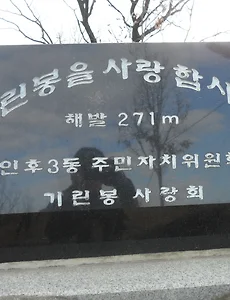 린봉을 사랑합시
해발 271m
인후3동 주민자치위원회
기린봉 사랑회